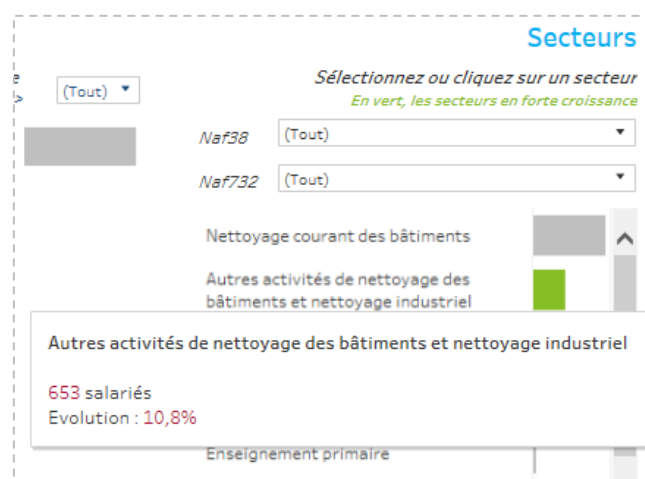 Secteurs
Sélectionnez ou cliquez sur un secteur
En vert, les secteurs en forte croissance
(Tout)
Naf38
(Tout)
Naf732
(Tout)
Nettoyage courant des bâtiments
Autres activités de nettoyage des
bâtiments et nettoyage industriel
Autres activités de nettoyage des bâtiments et nettoyage industriel
653 salariés
Evolution : 10,8%
Enseignement primaire